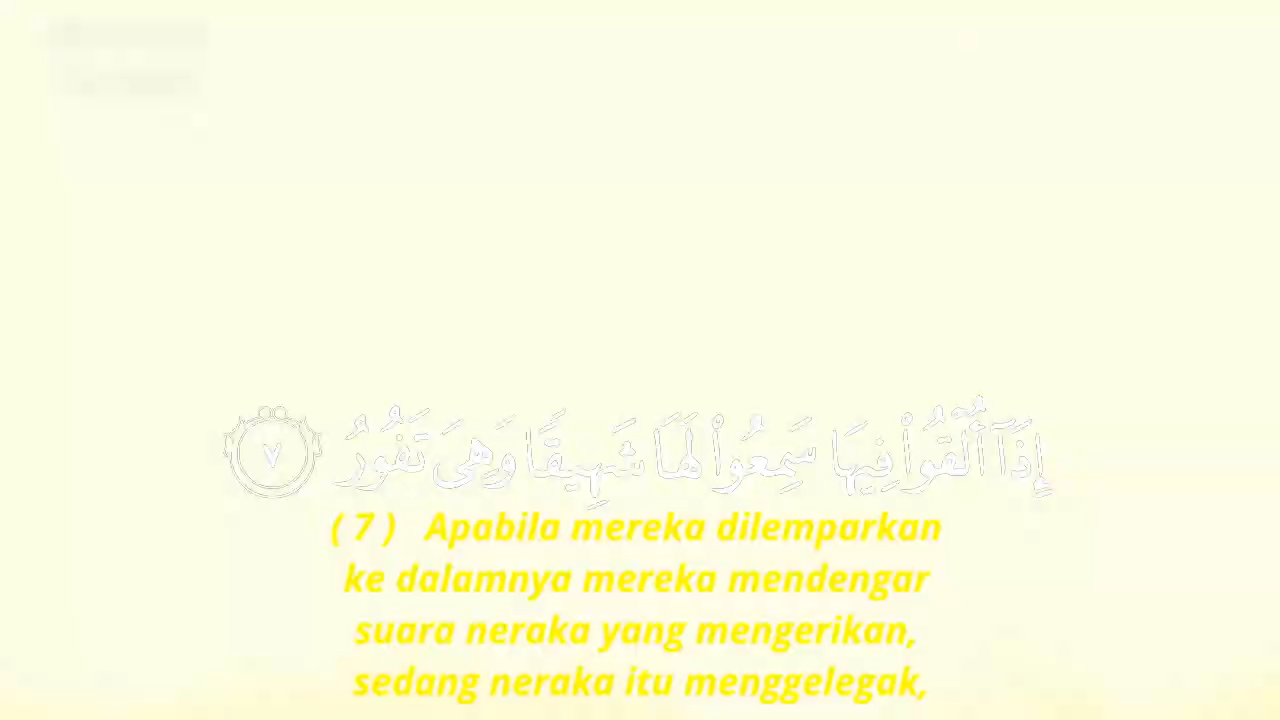 إِذَآ أُلْقُوا۟ فِيهَا سَمِعُوا۟ لَهَا شَهِيقًا وَهِىَ تَفُورُ ٧
( 7 ) Apabila mereka dilemparkan
ke dalamnya mereka mendengar
suara neraka yang mengerikan,
sedang neraka itu menggelegak,